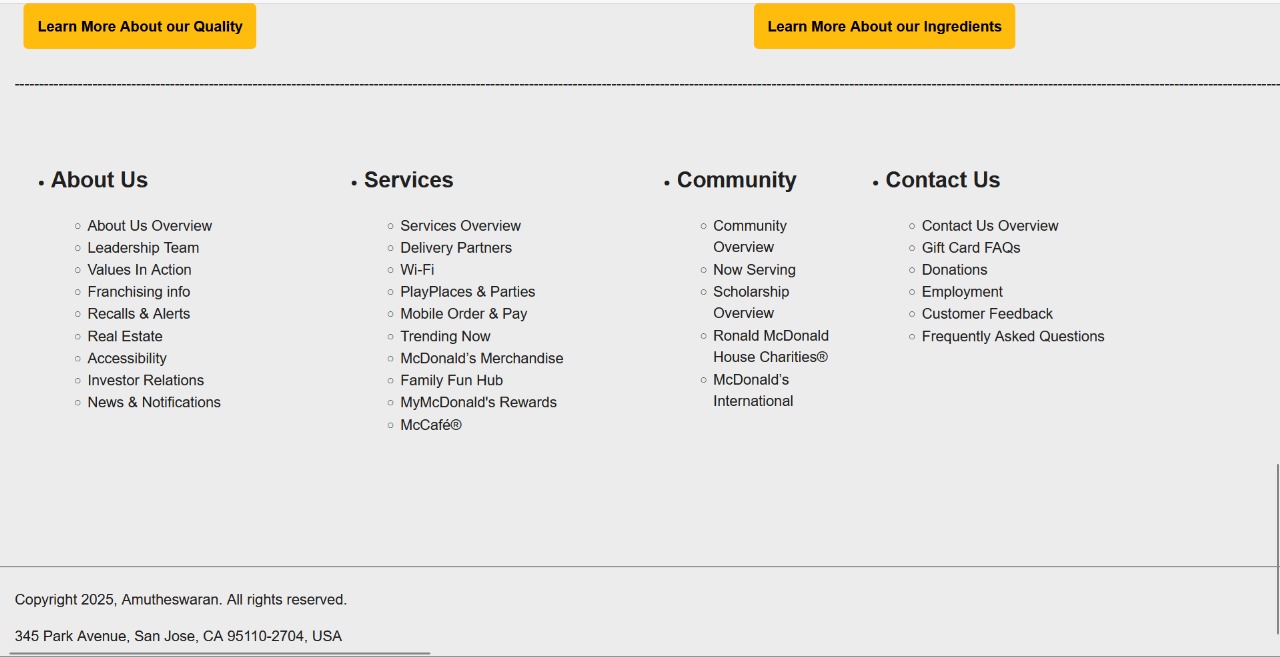 Learn More About our Quality
Learn More About our Ingredients
About Us
About Us Overview
Leadership Team
Values In Action
Franchising info
Recalls & Alerts
Real Estate
Accessibility
Investor Relations
News & Notifications
Services
Services Overview
Delivery Partners
Wi-Fi
PlayPlaces & Parties
Mobile Order & Pay
Trending Now
McDonald’s Merchandise
Family Fun Hub
MyMcDonald's Rewards
McCafé®
Community
Community
Overview
Now Serving
Scholarship
Overview
Ronald McDonald
House Charities®
McDonald’s
International
Contact Us
Contact Us Overview
Gift Card FAQs
Donations
Employment
Customer Feedback
Frequently Asked Questions
Copyright 2025, Amutheswaran. All rights reserved.
345 Park Avenue, San Jose, CA 95110-2704, USA